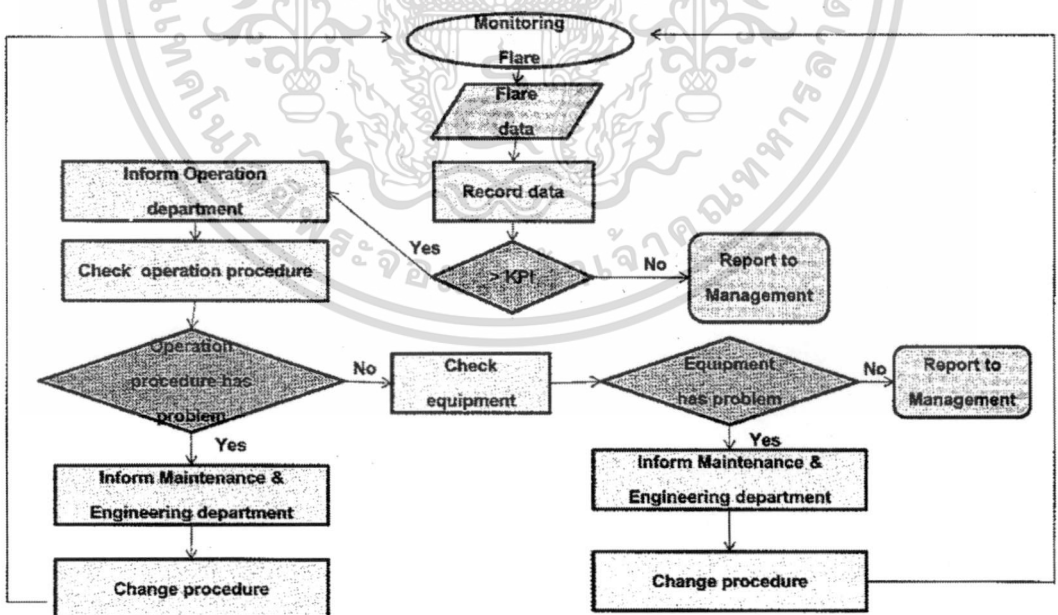 Monitoring
Flare
Flare
data
Record data
> KPI
Yes
No
Report to
Management
Inform Operation
department
Check operation procedure
Operation
procedure has
problem
No
Check
equipment
Equipment
has problem
No
Report to
Management
Yes
Inform Maintenance &
Engineering department
Change procedure
Yes
Inform Maintenance &
Engineering department
Change procedure